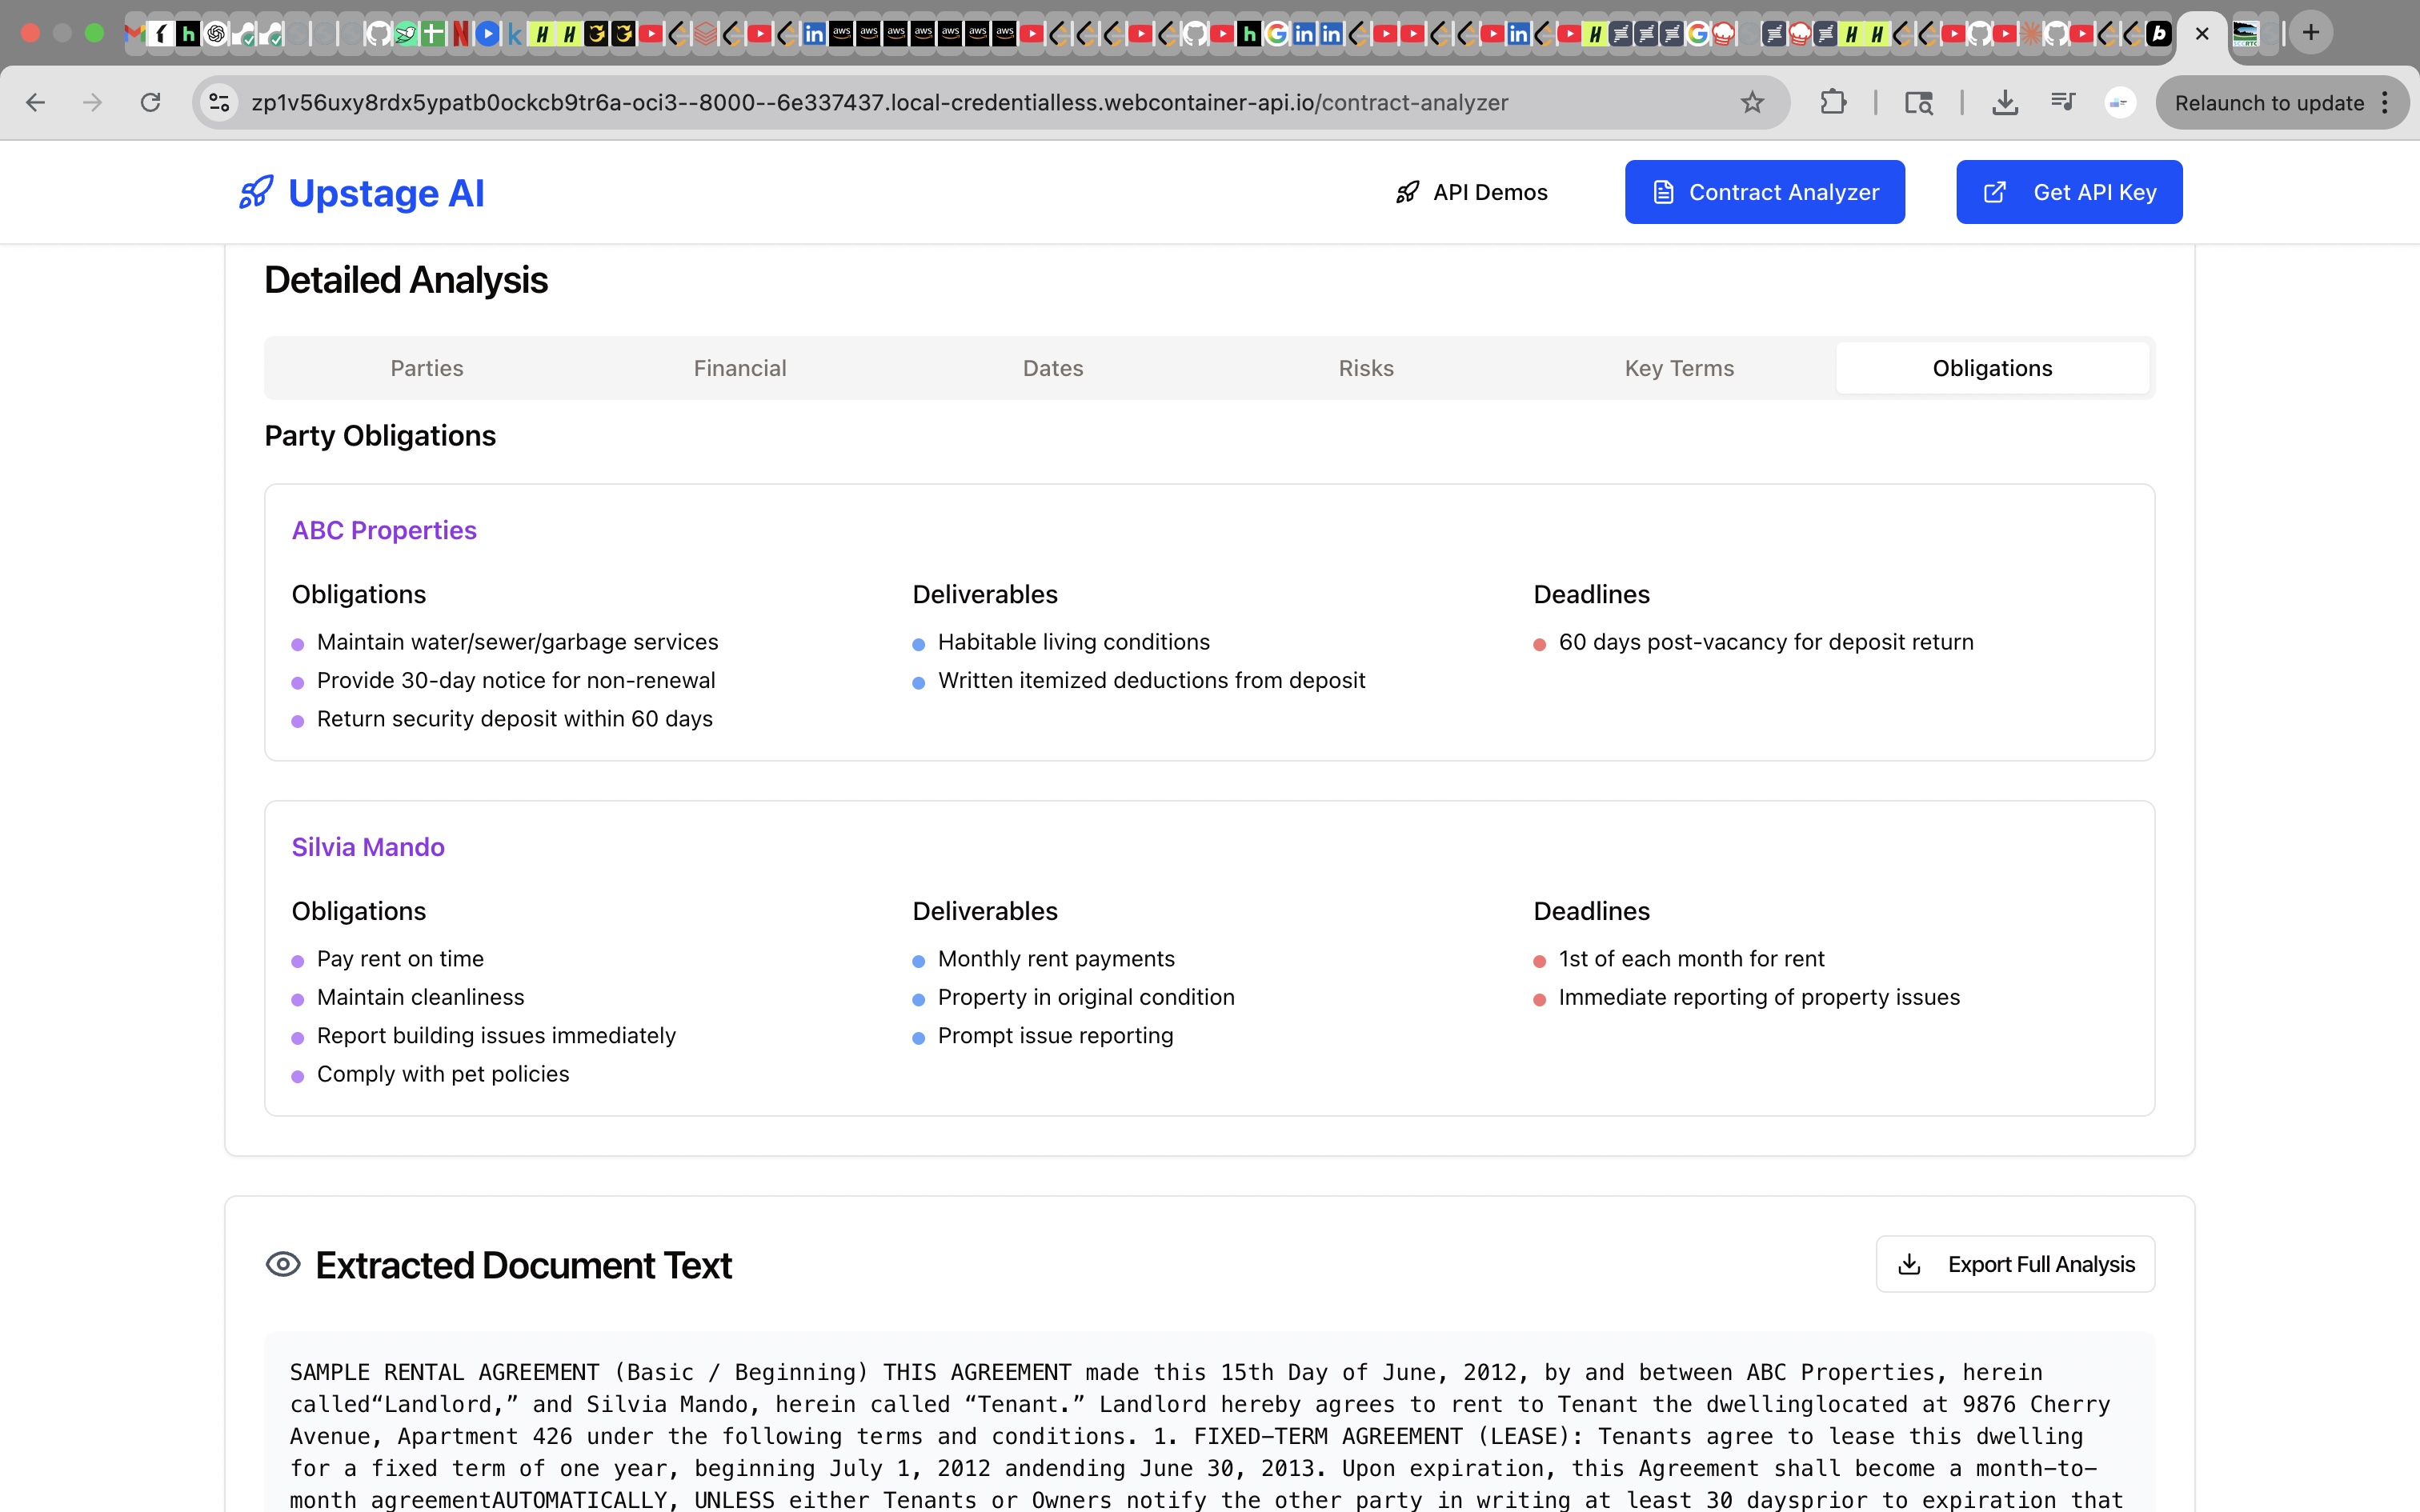 zp1v56uxy8rdx5ypatb0ockcb9tr6a-oci3--8000--6e337437.local-credentialless.webcontainer-api.io/contract-analyzer
Relaunch to update
Upstage AI
API Demos
Contract Analyzer
Get API Key
Detailed Analysis
Parties
Financial
Dates
Risks
Key Terms
Obligations
Party Obligations
ABC Properties
Obligations
Maintain water/sewer/garbage services
Provide 30-day notice for non-renewal
Return security deposit within 60 days
Deliverables
Habitable living conditions
Written itemized deductions from deposit
Deadlines
60 days post-vacancy for deposit return
Silvia Mando
Obligations
Pay rent on time
Maintain cleanliness
Report building issues immediately
Comply with pet policies
Deliverables
Monthly rent payments
Property in original condition
Prompt issue reporting
Deadlines
1st of each month for rent
Immediate reporting of property issues
Extracted Document Text
Export Full Analysis
SAMPLE RENTAL AGREEMENT (Basic / Beginning) THIS AGREEMENT made this 15th Day of June, 2012, by and between ABC Properties, herein
called“Landlord,” and Silvia Mando, herein called “Tenant.” Landlord hereby agrees to rent to Tenant the dwellinglocated at 9876 Cherry
Avenue, Apartment 426 under the following terms and conditions. 1. FIXED-TERM AGREEMENT (LEASE): Tenants agree to lease this dwelling
for a fixed term of one year, beginning July 1, 2012 andending June 30, 2013. Upon expiration, this Agreement shall become a month-to-
month agreementAUTOMATICALLY, UNLESS either Tenants or Owners notify the other party in writing at least 30 daysprior to expiration that